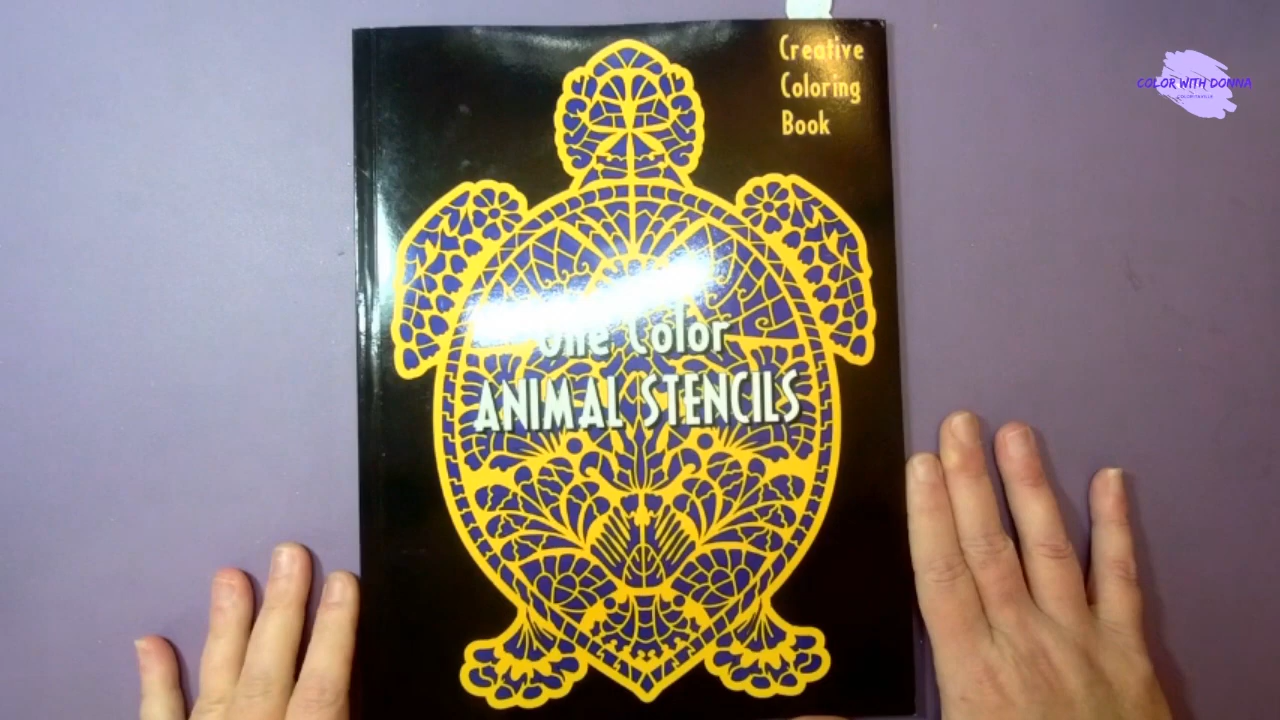 Creative
Coloring
Book
One Color
ANIMAL STENCILS
COLOR WITH DONNA